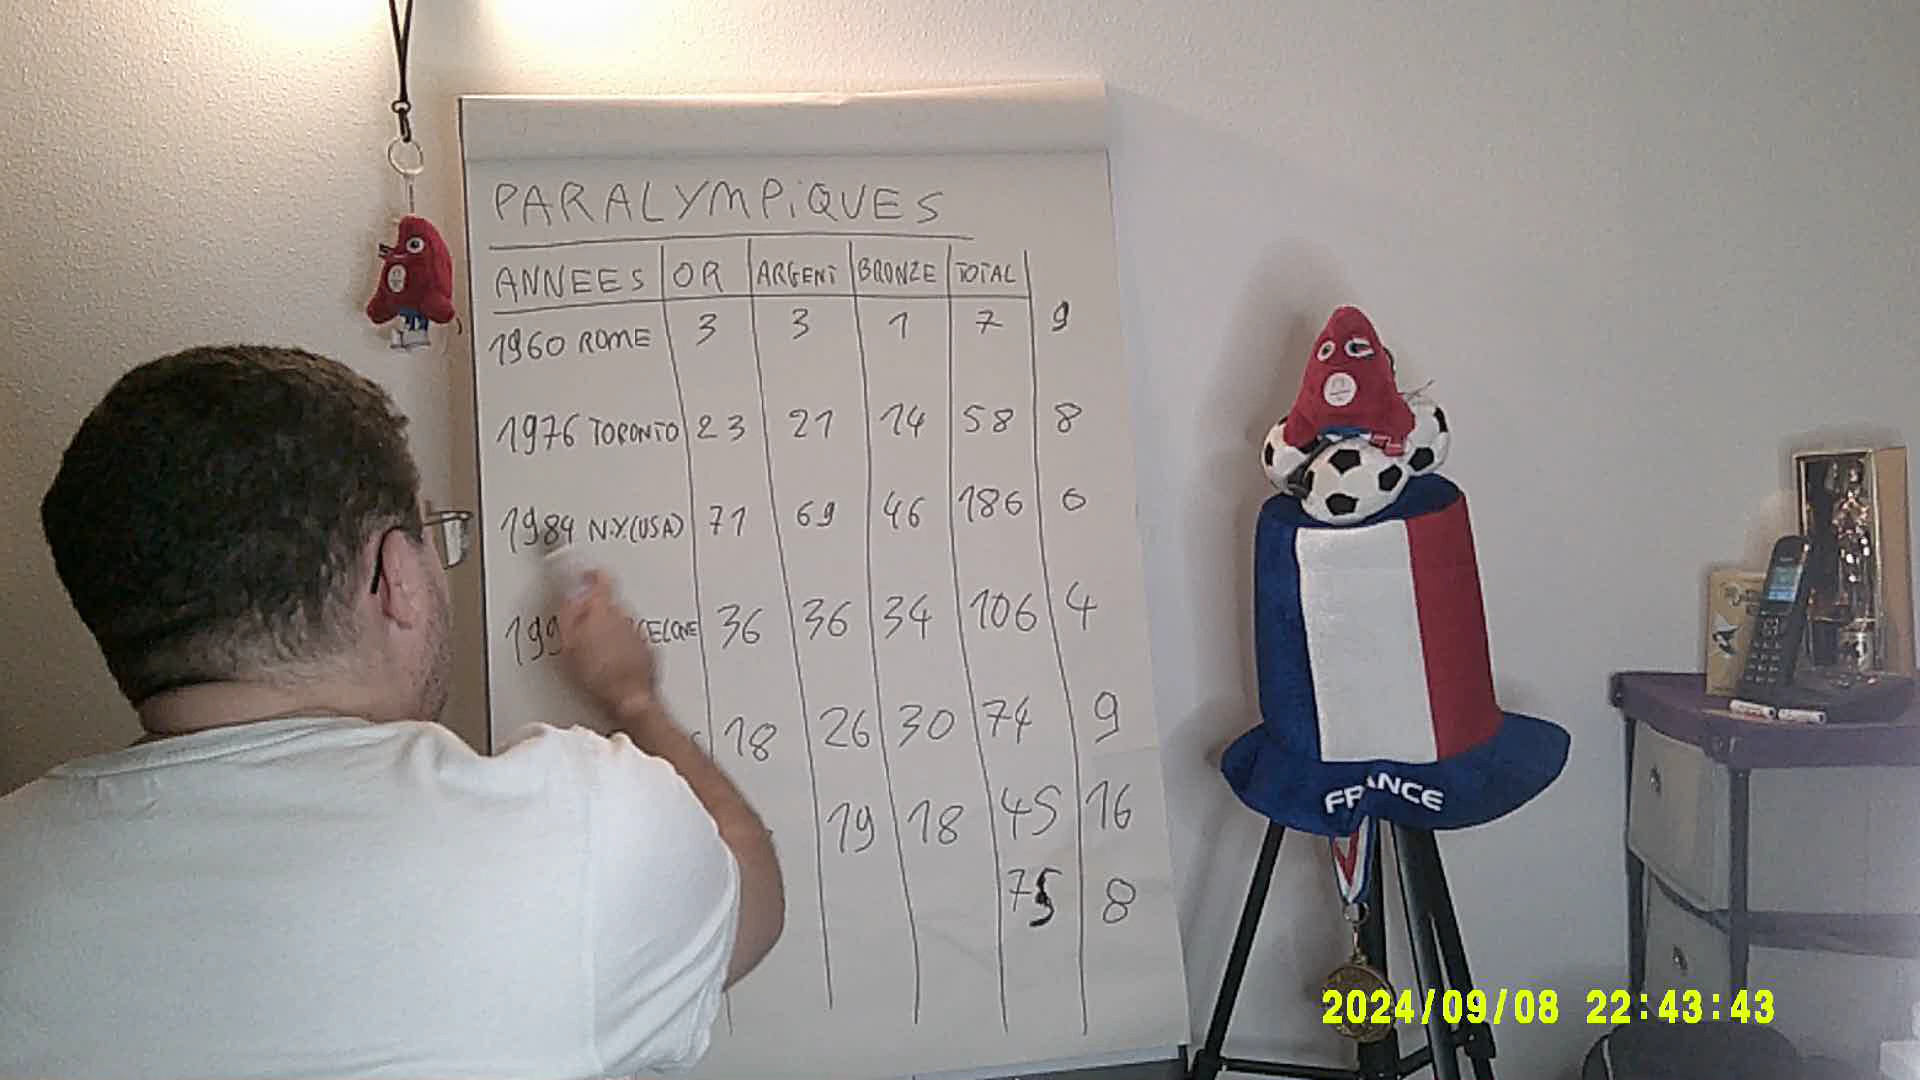 PARALYMPiQUES
ANNEES OR ARGENT BRONZE TOTAL
1960 ROME 3 3 1 7 9
1976 TORONTO 23 21 14 58 8
1984 N.Y.(USA) 71 69 46 186 6
199 CELONE 36 36 34 106 4
18 26 30 74 9
19 18 45 16
75 8
FRANCE
2024/09/08 22:43:43